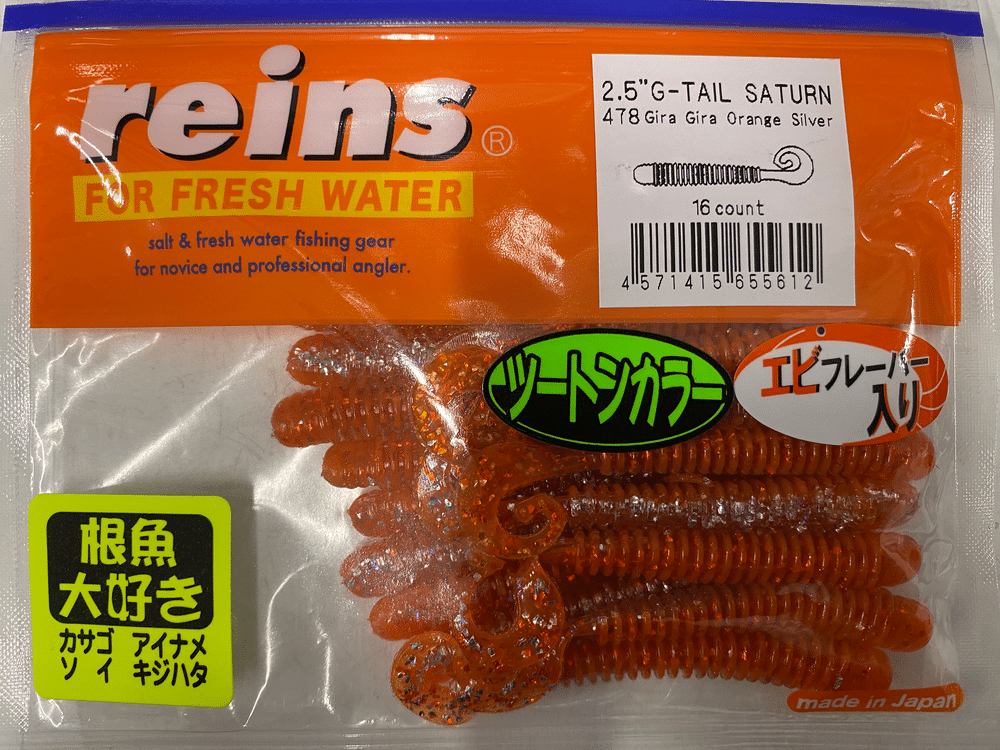 reins®
FOR FRESH WATER
salt & fresh water fishing gear
for novice and professional angler.
2.5"G-TAIL SATURN
478 Gira Gira Orange Silver
16 count
4 571415 655612
ツートンカラー
エビフレーバー
入り
根魚
大好き
カサゴ アイナメ
ソイ キジハタ
made in Japan